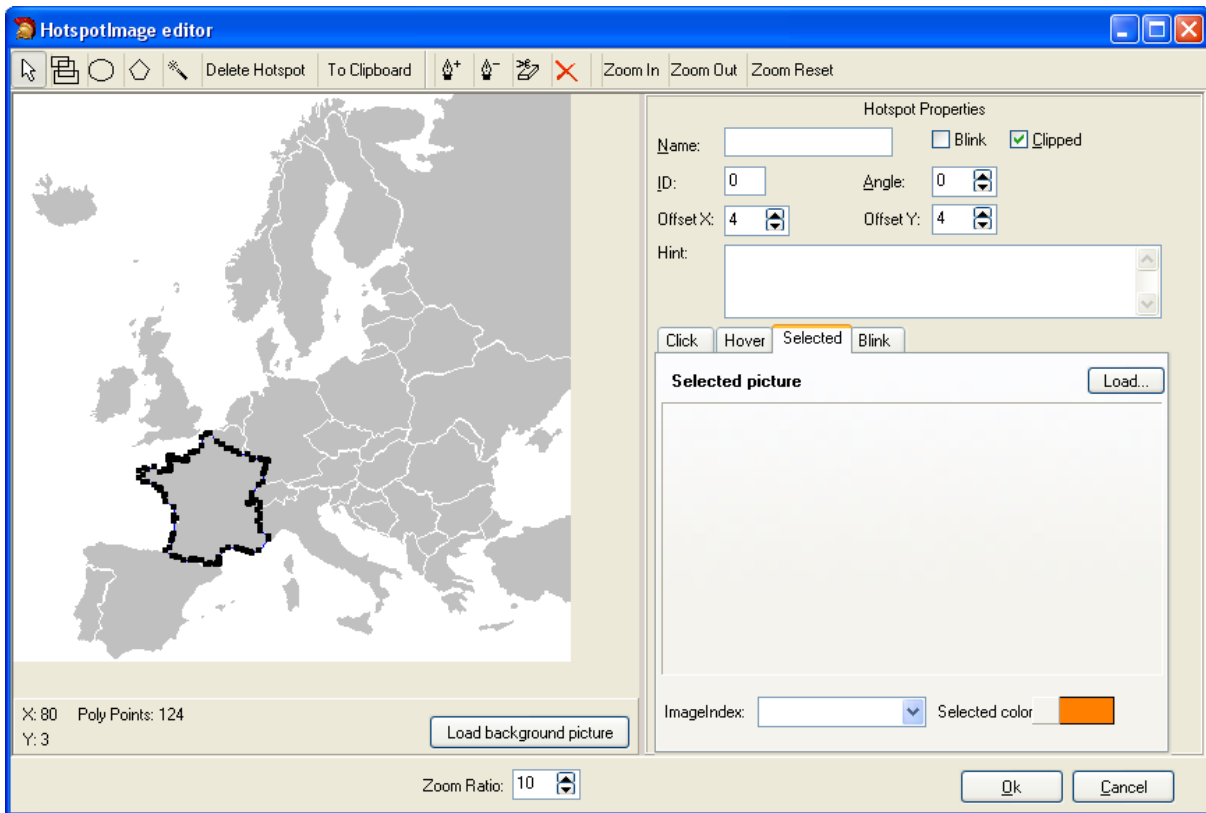 HotspotImage editor
Delete Hotspot To Clipboard Zoom In Zoom Out Zoom Reset
Hotspot Properties
Name: Blink Clipped
ID: 0 Angle: 0
Offset X: 4 Offset Y: 4
Hint:
Click Hover Selected Blink
Selected picture Load...
ImageIndex: Selected color
X: 80 Poly Points: 124
Y: 3
Load background picture
Zoom Ratio: 10 Ok Cancel